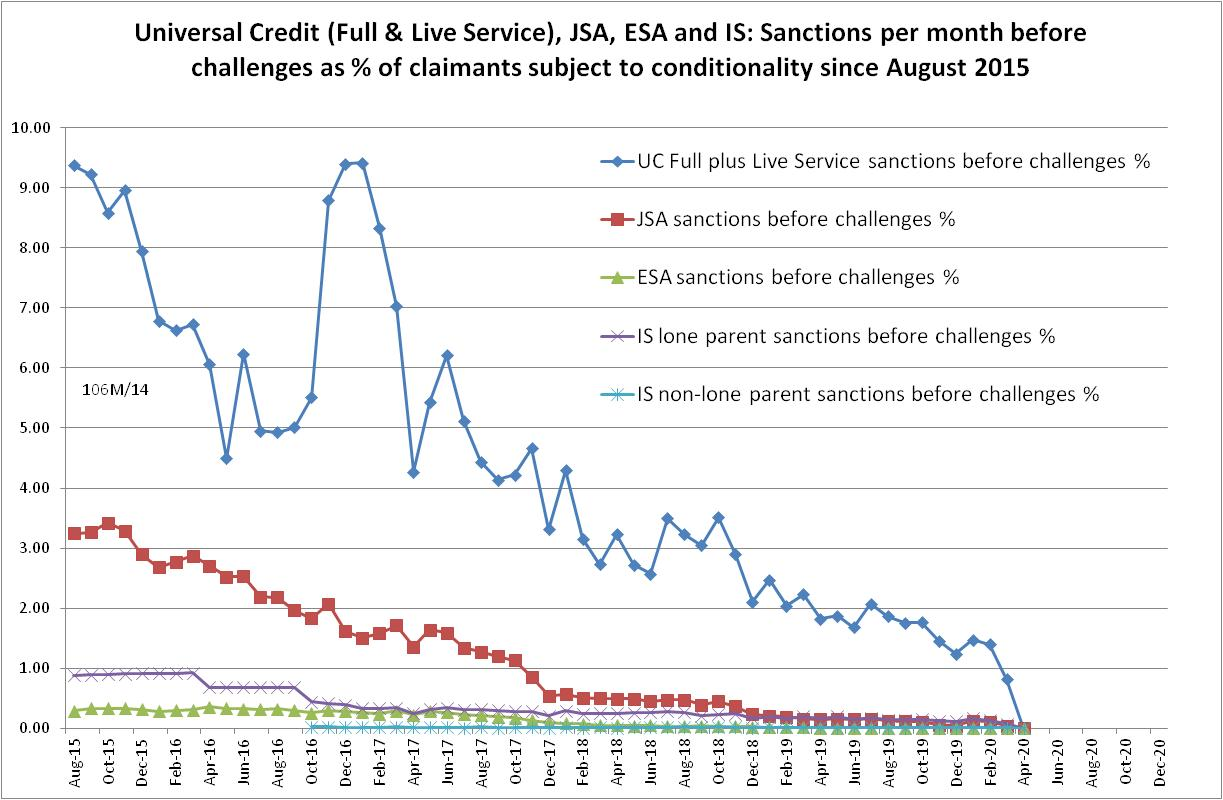 Universal Credit (Full & Live Service), JSA, ESA and IS: Sanctions per month before
challenges as % of claimants subject to conditionality since August 2015
10.00
9.00
8.00
7.00
6.00
5.00
4.00
3.00
2.00
1.00
0.00
UC Full plus Live Service sanctions before challenges %
JSA sanctions before challenges %
ESA sanctions before challenges %
IS lone parent sanctions before challenges %
IS non-lone parent sanctions before challenges %
106M/14
Aug-15
Oct-15
Dec-15
Feb-16
Apr-16
Jun-16
Aug-16
Oct-16
Dec-16
Feb-17
Apr-17
Jun-17
Aug-17
Oct-17
Dec-17
Feb-18
Apr-18
Jun-18
Aug-18
Oct-18
Dec-18
Feb-19
Apr-19
Jun-19
Aug-19
Oct-19
Dec-19
Feb-20
Apr-20
Jun-20
Aug-20
Oct-20
Dec-20